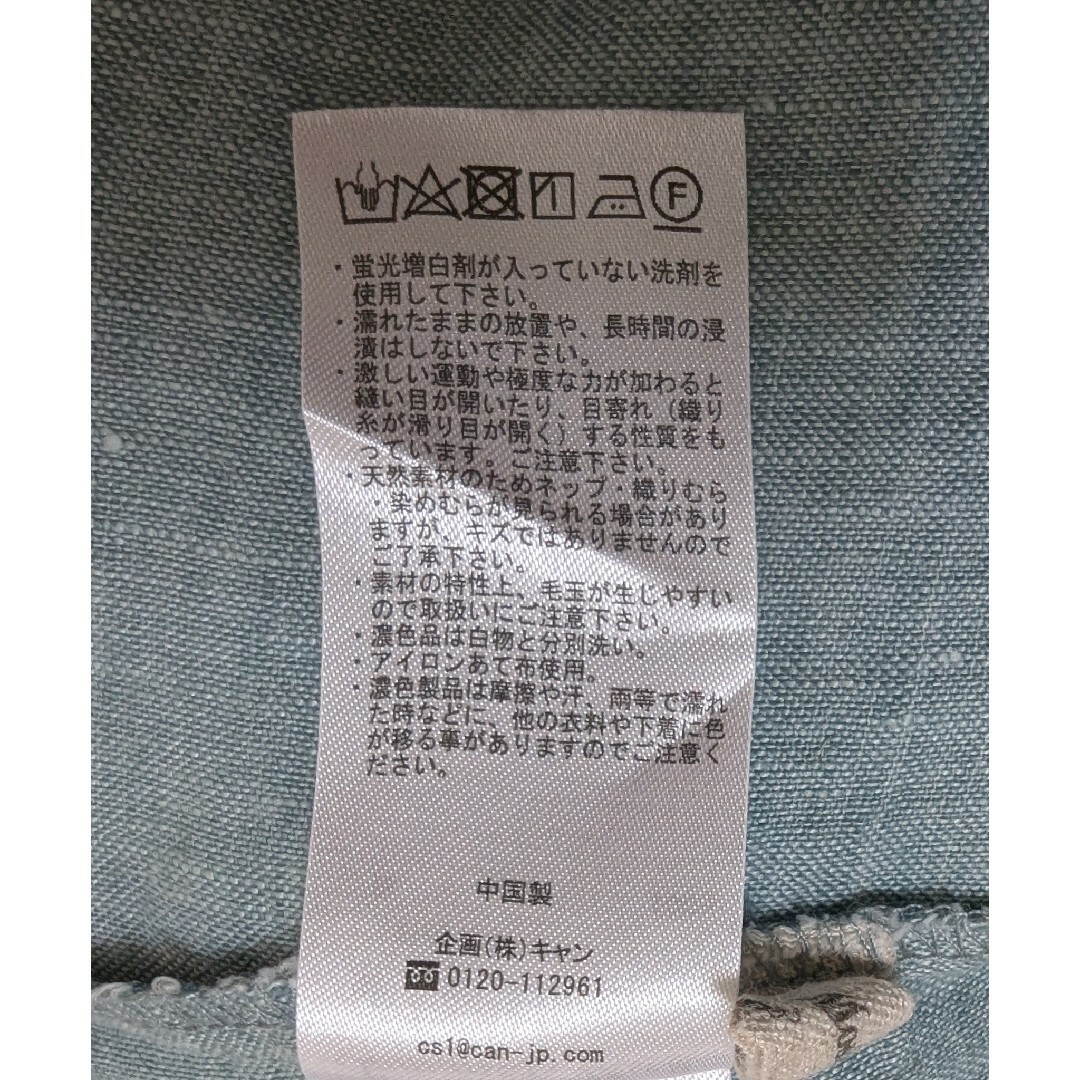 F
・蛍光増白剤が入っていない洗剤を
使用して下さい。
・濡れたままの放置や、長時間の浸
漬はしないで下さい。
・激しい運動や極度な力が加わると
縫い目が開いたり、目寄れ（織り
糸が滑り目が開く）する性質をも
っています。ご注意下さい。
・天然素材のためネップ・織りむら
・染めむらが見られる場合があり
ますが、キズではありませんので
ご了承下さい。
・素材の特性上、毛玉が生じやすい
ので取扱いにご注意下さい。
・濃色品は白物と分別洗い。
・アイロンあて布使用。
・濃色製品は摩擦や汗、雨等で濡れ
た時などに、他の衣料や下着に色
が移る事がありますのでご注意く
ださい。
中国製
企画(株)キャン
0120-112961
cs1@can-jp.com